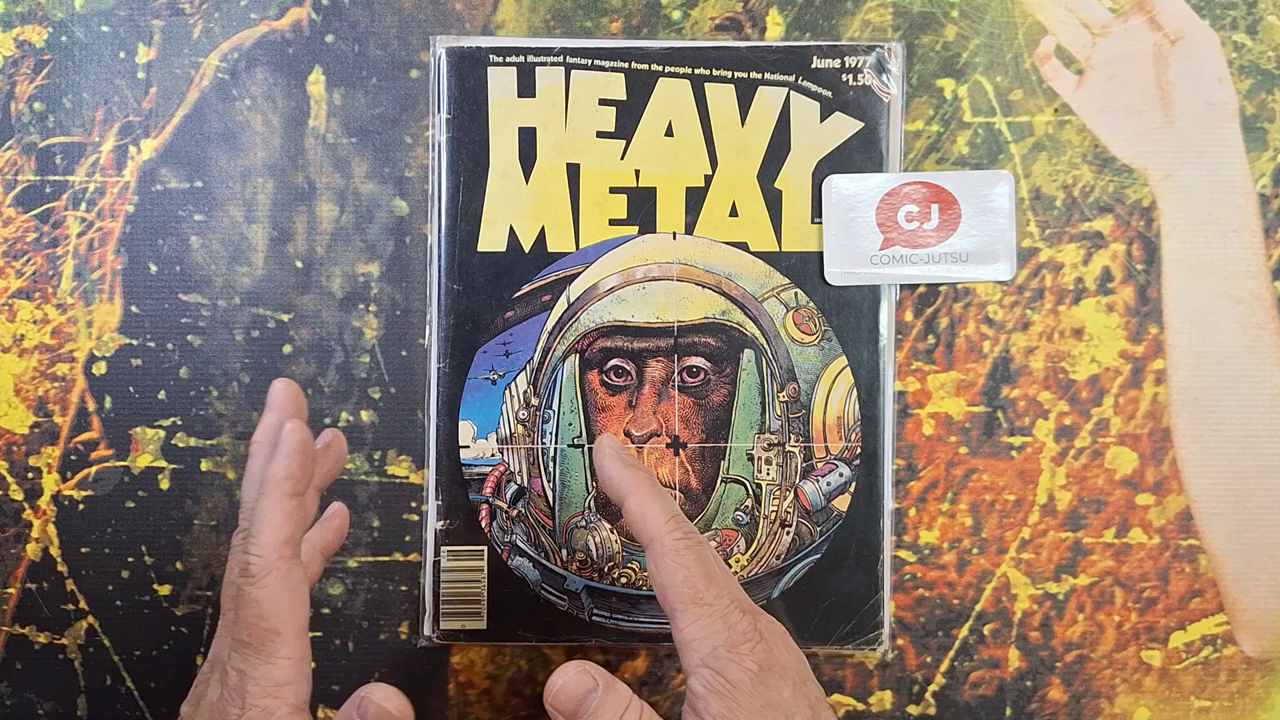 The adult illustrated fantasy magazine from the people who bring you the National Lampoon.
June 1977
$1.50
HEAVY
METAL
CJ
COMIC-JUTSU